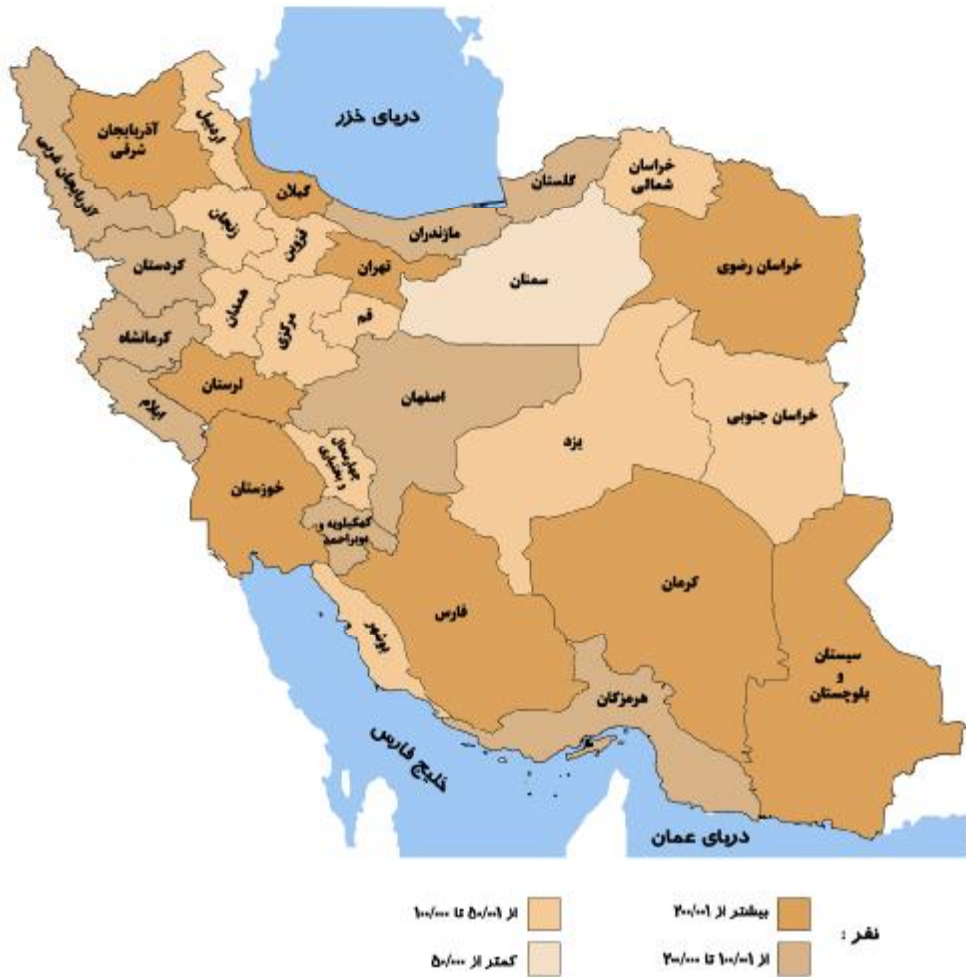 دریای خزر
آذربایجان
شرقی
اردبیل
آذربایجان غربی
گیلان
گلستان
خراسان
شمالی
مازندران
زنجان
قزوین
تهران
سمنان
خراسان رضوی
کردستان
همدان
مرکزی
قم
کرمانشاه
لرستان
ایلام
اصفهان
خراسان جنوبی
یزد
چهارمحال
و بختیاری
خوزستان
کهکیلویه و
بویراحمد
کرمان
فارس
بوشهر
سیستان
و
بلوچستان
هرمزگان
خلیج فارس
دریای عمان
نفر :
بیشتر از ۲۰۰/۰۰۱
از ۵۰/۰۰۱ تا ۱۰۰/۰۰۰
از ۱۰۰/۰۰۱ تا ۲۰۰/۰۰۰
کمتر از ۵۰/۰۰۰